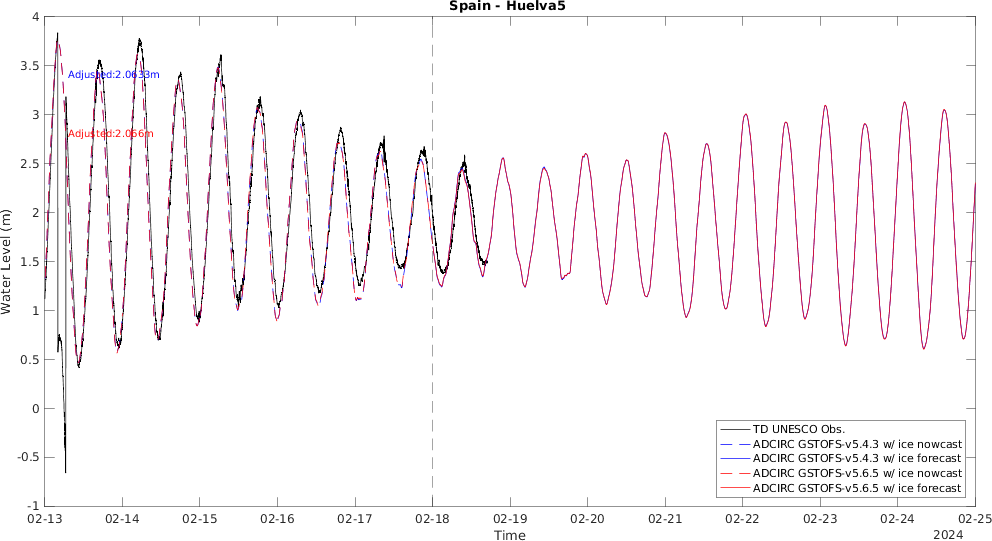 Spain - Huelva5
4
3.5
3
2.5
2
1.5
1
0.5
0
-0.5
-1
Water Level (m)
Adjusted:2.0633m
Adjusted:2.066m
TD UNESCO Obs.
ADCIRC GSTOFS-v5.4.3 w/ ice nowcast
ADCIRC GSTOFS-v5.4.3 w/ ice forecast
ADCIRC GSTOFS-v5.6.5 w/ ice nowcast
ADCIRC GSTOFS-v5.6.5 w/ ice forecast
02-13 02-14 02-15 02-16 02-17 02-18 02-19 02-20 02-21 02-22 02-23 02-24 02-25
Time
2024